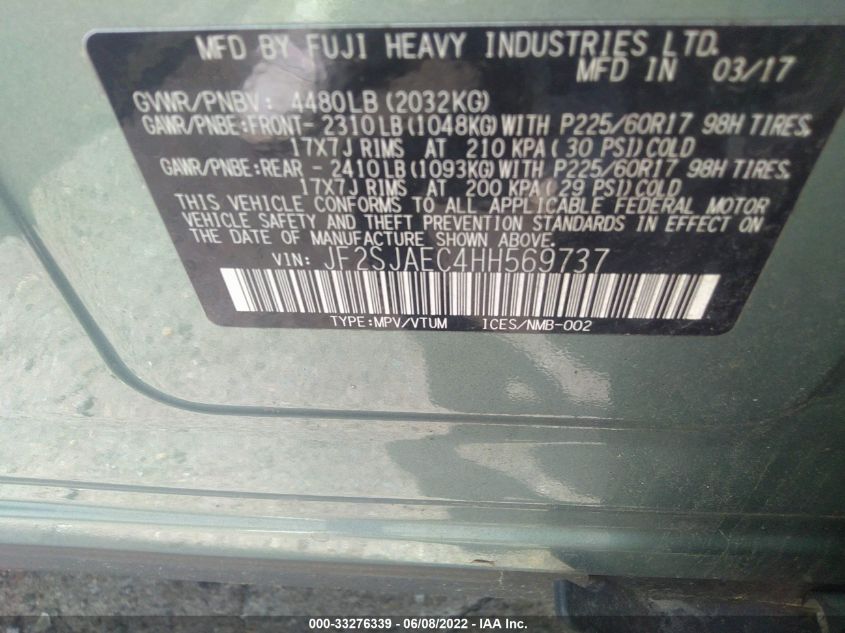 MFD BY FUJI HEAVY INDUSTRIES LTD.
MFD IN 03/17
GVWR/PNBV: 4480LB(2032KG)
GAWR/PNBE:FRONT- 2310LB(1048KG)WITH P225/60R17 98H TIRES,
17X7J RIMS AT 210 KPA( 30 PSI)COLD
GAWR/PNBE:REAR - 2410LB(1093KG)WITH P225/60R17 98H TIRES,
17X7J RIMS AT 200 KPA( 29 PSI)COLD
THIS VEHICLE CONFORMS TO ALL APPLICABLE FEDERAL MOTOR
VEHICLE SAFETY AND THEFT PREVENTION STANDARDS IN EFFECT ON
THE DATE OF MANUFACTURE SHOWN ABOVE.
VIN: JF2SJAEC4HH569737
TYPE:MPV/VTUM ICES/NMB-002
000-33276339 - 06/08/2022 - IAA Inc.